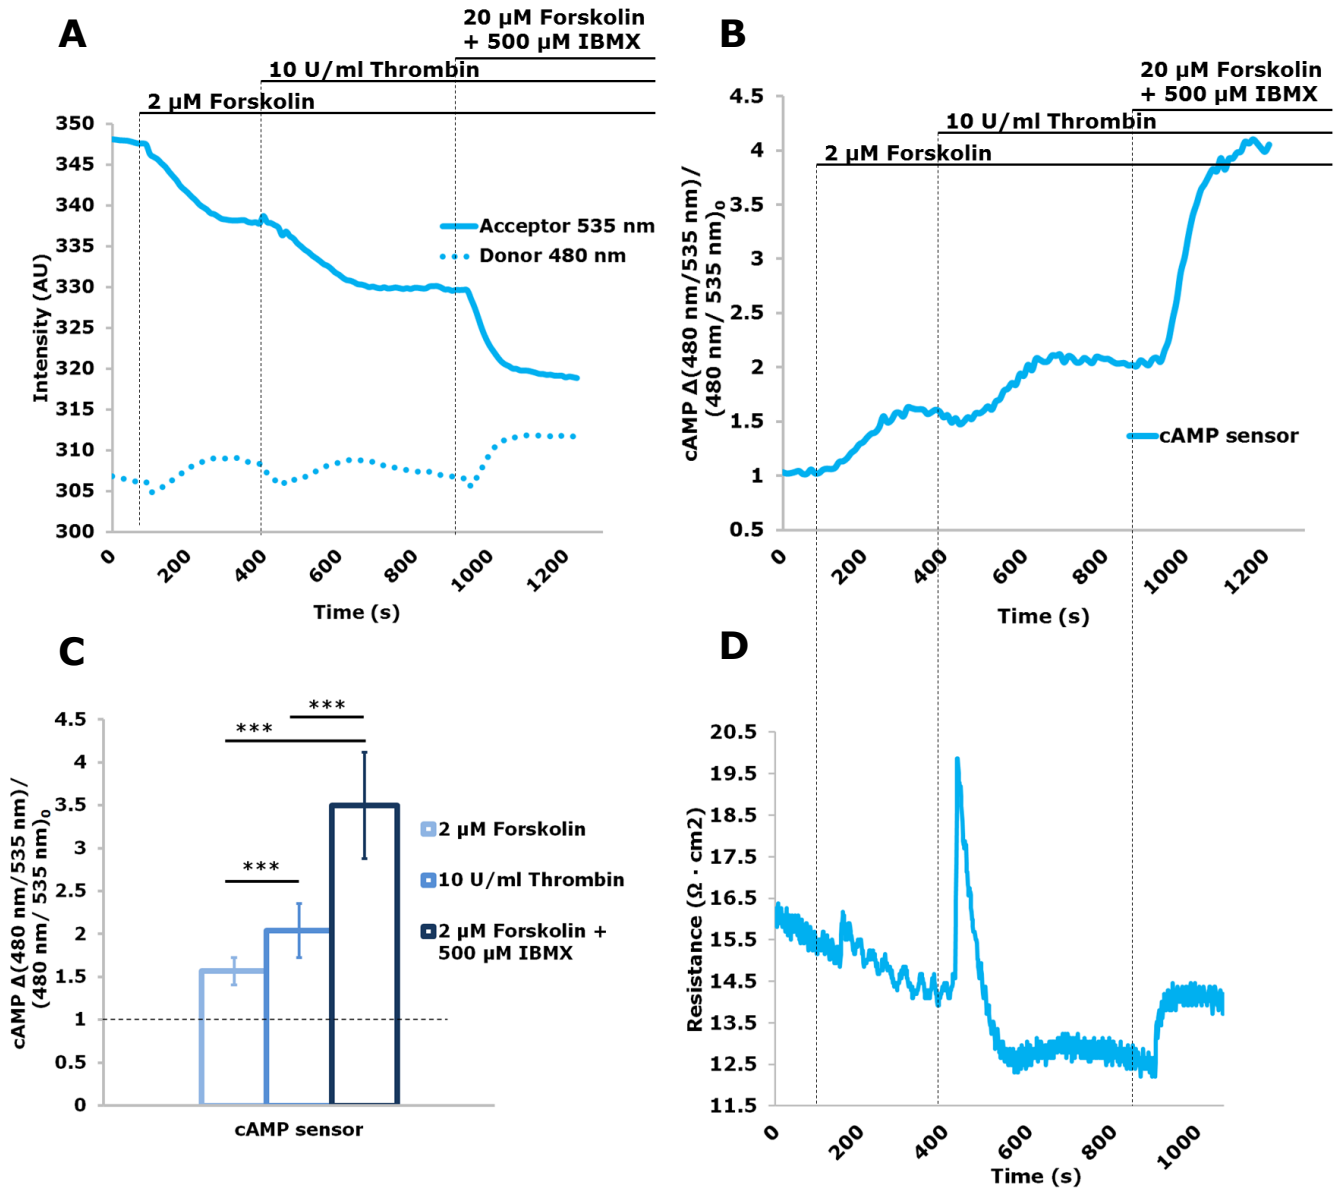 A
20 µM Forskolin
+ 500 µM IBMX
10 U/ml Thrombin
2 µM Forskolin
350
345
340
335
330
325
320
315
310
305
300
Intensity (AU)
Acceptor 535 nm
Donor 480 nm
0
200
400
600
800
1000
1200
Time (s)
B
20 µM Forskolin
+ 500 µM IBMX
10 U/ml Thrombin
2 µM Forskolin
4.5
4
3.5
3
2.5
2
1.5
1
0.5
cAMP Δ(480 nm/535 nm)/
(480 nm/ 535 nm)₀
cAMP sensor
0
200
400
600
800
1000
1200
Time (s)
C
4.5
4
3.5
3
2.5
2
1.5
1
0.5
0
cAMP Δ(480 nm/535 nm)/
(480 nm/ 535 nm)₀
***
***
***
2 µM Forskolin
10 U/ml Thrombin
2 µM Forskolin +
500 µM IBMX
cAMP sensor
D
20.5
19.5
18.5
17.5
16.5
15.5
14.5
13.5
12.5
11.5
Resistance (Ω · cm2)
0
200
400
600
800
1000
Time (s)